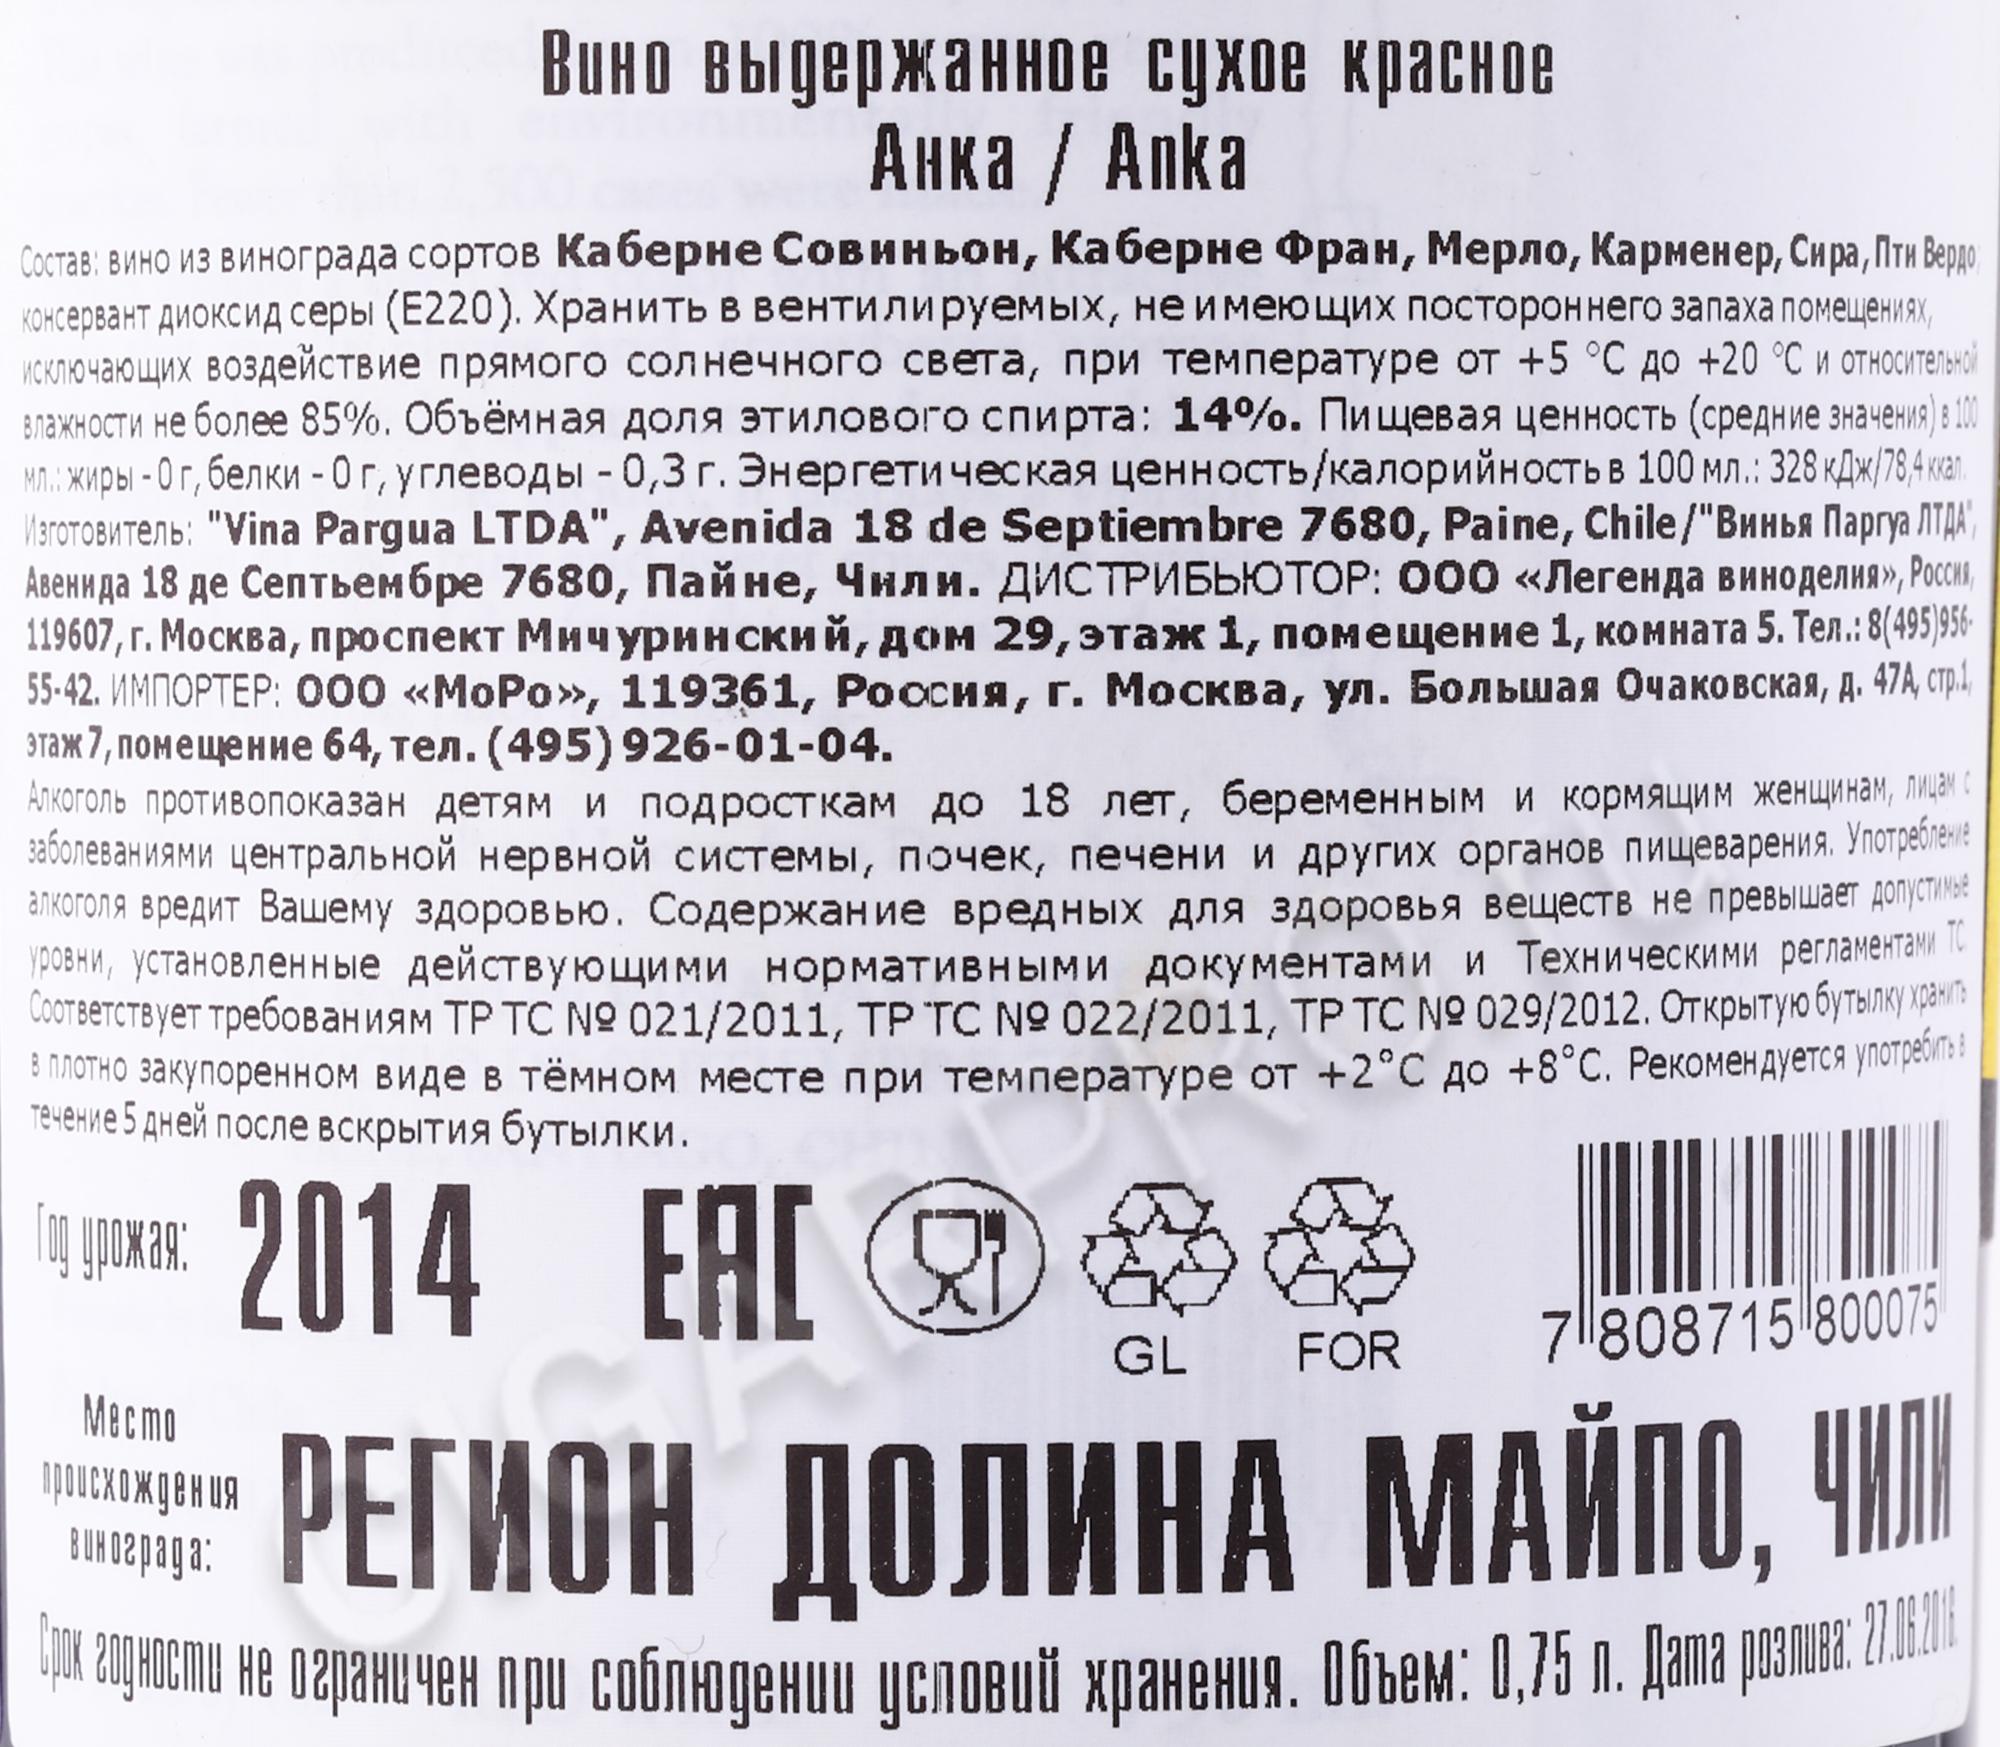 Вино выдержанное сухое красное
Анка / Anka
Состав: вино из винограда сортов Каберне Совиньон, Каберне Фран, Мерло, Карменер, Сира, Пти Вердо,
консервант диоксид серы (E220). Хранить в вентилируемых, не имеющих постороннего запаха помещениях,
исключающих воздействие прямого солнечного света, при температуре от +5 °C до +20 °C и относительной
влажности не более 85%. Объёмная доля этилового спирта: 14%. Пищевая ценность (средние значения) в 100
мл.: жиры - 0 г, белки - 0 г, углеводы - 0,3 г. Энергетическая ценность/калорийность в 100 мл.: 328 кДж/78,4 ккал.
Изготовитель: "Vina Pargua LTDA", Avenida 18 de Septiembre 7680, Paine, Chile/"Винья Паргуа ЛТДА",
Авенида 18 де Септьембре 7680, Пайне, Чили. ДИСТРИБЬЮТОР: ООО «Легенда виноделия», Россия,
119607, г. Москва, проспект Мичуринский, дом 29, этаж 1, помещение 1, комната 5. Тел.: 8(495)956-
55-42. ИМПОРТЕР: ООО «МоРо», 119361, Россия, г. Москва, ул. Большая Очаковская, д. 47А, стр.1,
этаж 7, помещение 64, тел. (495) 926-01-04.
Алкоголь противопоказан детям и подросткам до 18 лет, беременным и кормящим женщинам, лицам с
заболеваниями центральной нервной системы, почек, печени и других органов пищеварения. Употребление
алкоголя вредит Вашему здоровью. Содержание вредных для здоровья веществ не превышает допустимые
уровни, установленные действующими нормативными документами и Техническими регламентами ТС
Соответствует требованиям ТР ТС № 021/2011, ТР ТС № 022/2011, ТР ТС № 029/2012. Открытую бутылку хранить
в плотно закупоренном виде в тёмном месте при температуре от +2°C до +8°C. Рекомендуется употребить в
течение 5 дней после вскрытия бутылки.
Год урожая: 2014 EAC
GL FOR
7 808715 800075
Место
происхождения
винограда:
РЕГИОН ДОЛИНА МАЙПО, ЧИЛИ
Срок годности не ограничен при соблюдении условий хранения. Объем: 0,75 л. Дата розлива: 27.06.2016.
CIGARPRO.ru